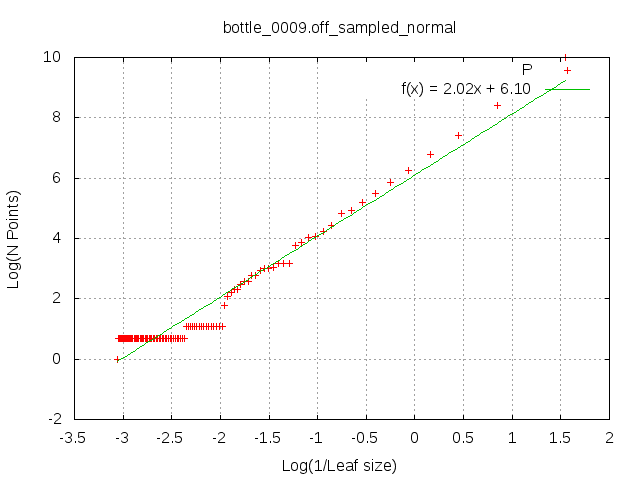 bottle_0009.off_sampled_normal
Log(N Points)
10
8
6
4
2
0
-2
P
f(x) = 2.02x + 6.10
-3.5 -3 -2.5 -2 -1.5 -1 -0.5 0 0.5 1 1.5 2
Log(1/Leaf size)